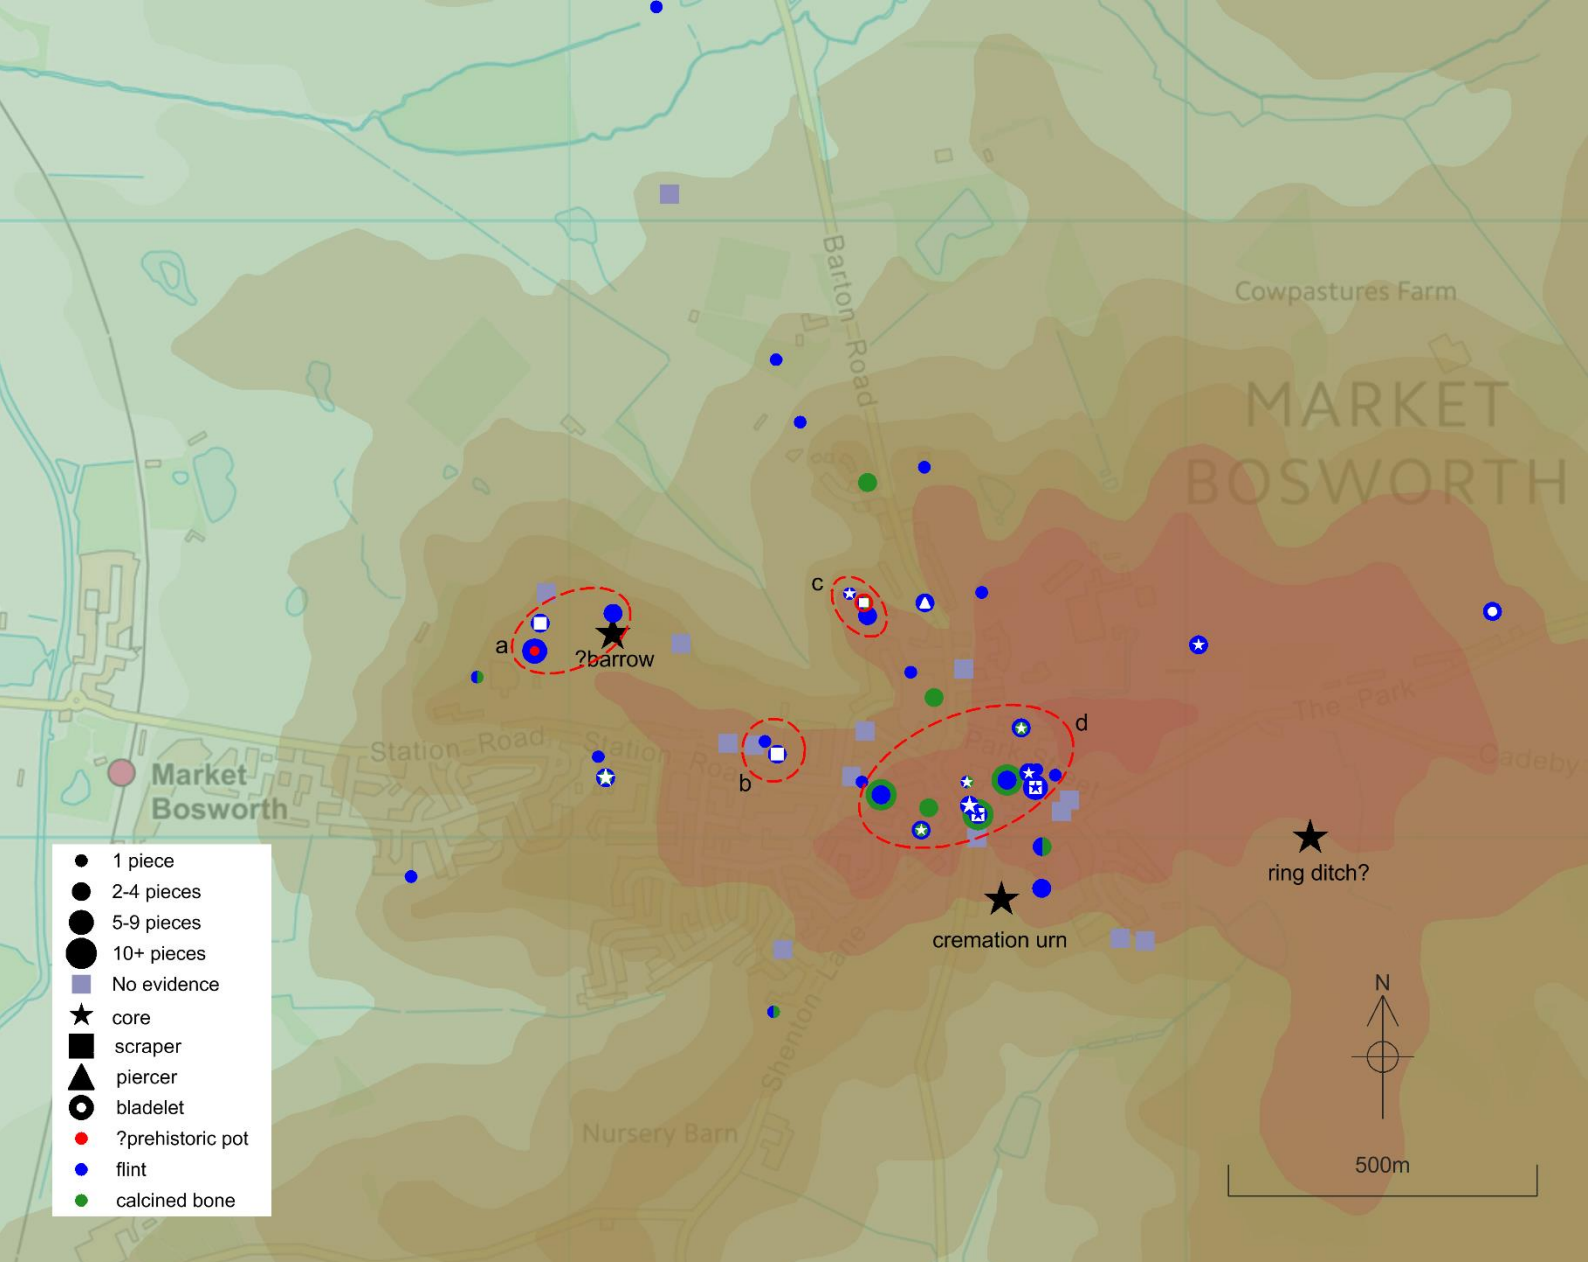 Barton Road
Cowpastures Farm
MARKET
BOSWORTH
c
a
?barrow
d
The Park
Station Road
Station Road
Park Street
Cadeby
b
Market
Bosworth
ring ditch?
cremation urn
Shenton Lane
Nursery Barn
N
500m
1 piece
2-4 pieces
5-9 pieces
10+ pieces
No evidence
core
scraper
piercer
bladelet
?prehistoric pot
flint
calcined bone